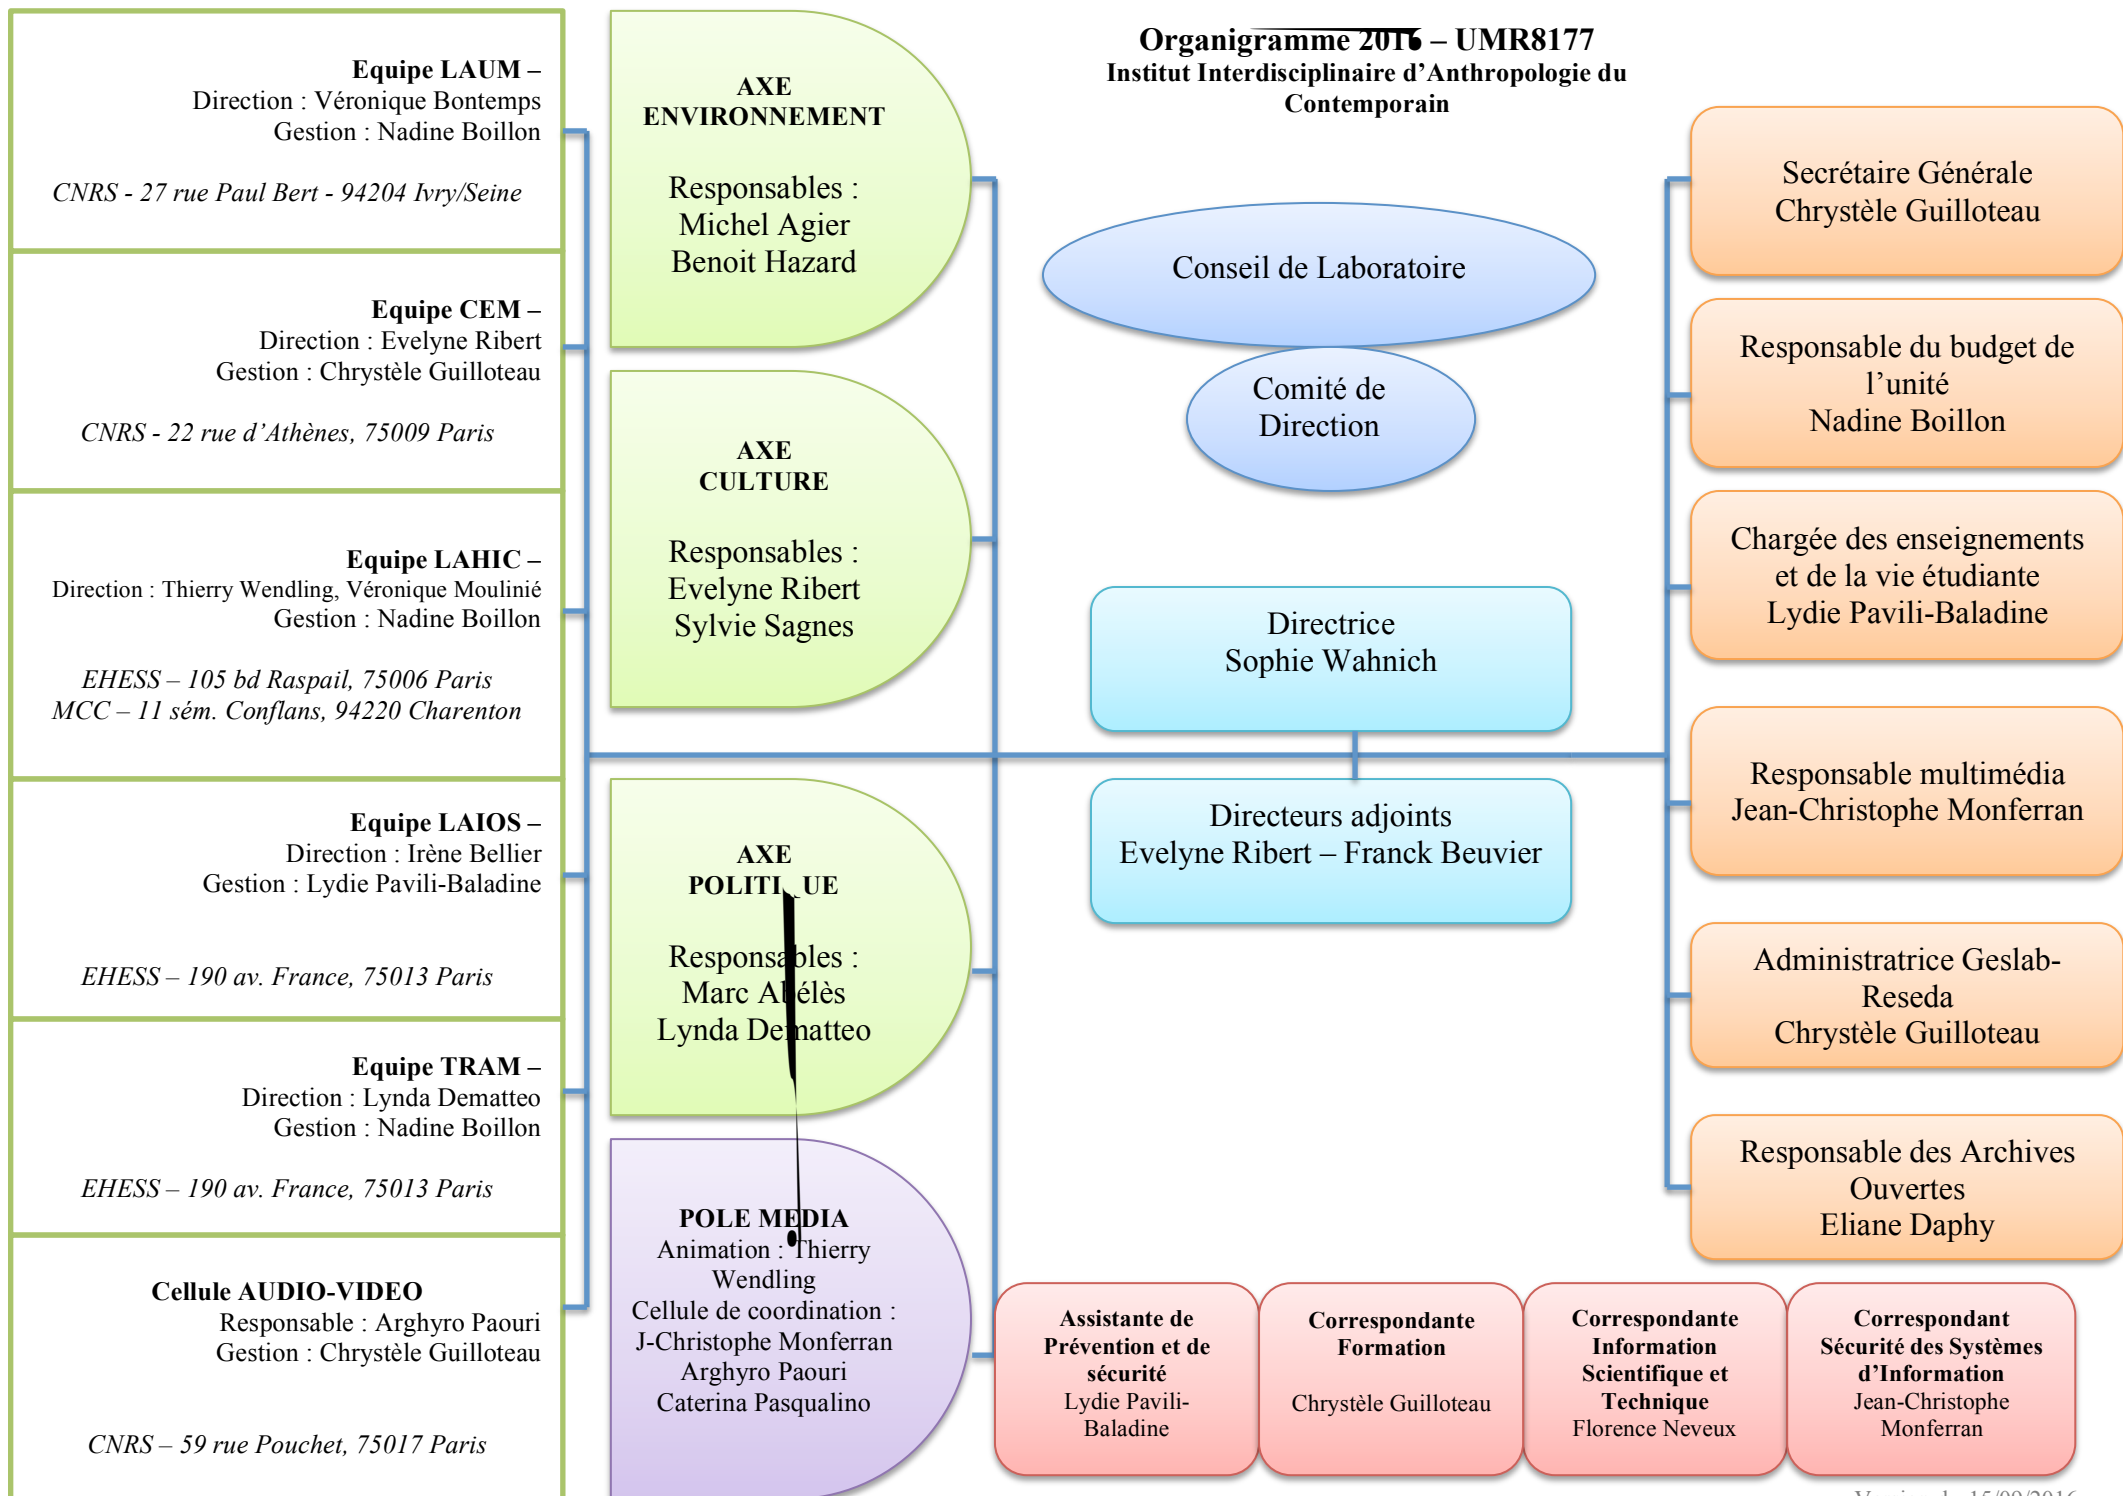 Organigramme 2016 – UMR8177
Institut Interdisciplinaire d’Anthropologie du
Contemporain
Equipe LAUM –
Direction : Véronique Bontemps
Gestion : Nadine Boillon
CNRS - 27 rue Paul Bert - 94204 Ivry/Seine
Equipe CEM –
Direction : Evelyne Ribert
Gestion : Chrystèle Guilloteau
CNRS - 22 rue d’Athènes, 75009 Paris
Equipe LAHIC –
Direction : Thierry Wendling, Véronique Moulinié
Gestion : Nadine Boillon
EHESS – 105 bd Raspail, 75006 Paris
MCC – 11 sém. Conflans, 94220 Charenton
Equipe LAIOS –
Direction : Irène Bellier
Gestion : Lydie Pavili-Baladine
EHESS – 190 av. France, 75013 Paris
Equipe TRAM –
Direction : Lynda Dematteo
Gestion : Nadine Boillon
EHESS – 190 av. France, 75013 Paris
Cellule AUDIO-VIDEO
Responsable : Arghyro Paouri
Gestion : Chrystèle Guilloteau
CNRS – 59 rue Pouchet, 75017 Paris
AXE
ENVIRONNEMENT
Responsables :
Michel Agier
Benoit Hazard
AXE
CULTURE
Responsables :
Evelyne Ribert
Sylvie Sagnes
AXE
POLITIQUE
Responsables :
Marc Abélès
Lynda Dematteo
POLE MEDIA
Animation : Thierry
Wendling
Cellule de coordination :
J-Christophe Monferran
Arghyro Paouri
Caterina Pasqualino
Conseil de Laboratoire
Comité de
Direction
Directrice
Sophie Wahnich
Directeurs adjoints
Evelyne Ribert – Franck Beuvier
Secrétaire Générale
Chrystèle Guilloteau
Responsable du budget de
l’unité
Nadine Boillon
Chargée des enseignements
et de la vie étudiante
Lydie Pavili-Baladine
Responsable multimédia
Jean-Christophe Monferran
Administratrice Geslab-
Reseda
Chrystèle Guilloteau
Responsable des Archives
Ouvertes
Eliane Daphy
Assistante de
Prévention et de
sécurité
Lydie Pavili-
Baladine
Correspondante
Formation
Chrystèle Guilloteau
Correspondante
Information
Scientifique et
Technique
Florence Neveux
Correspondant
Sécurité des Systèmes
d’Information
Jean-Christophe
Monferran
15/09/2016